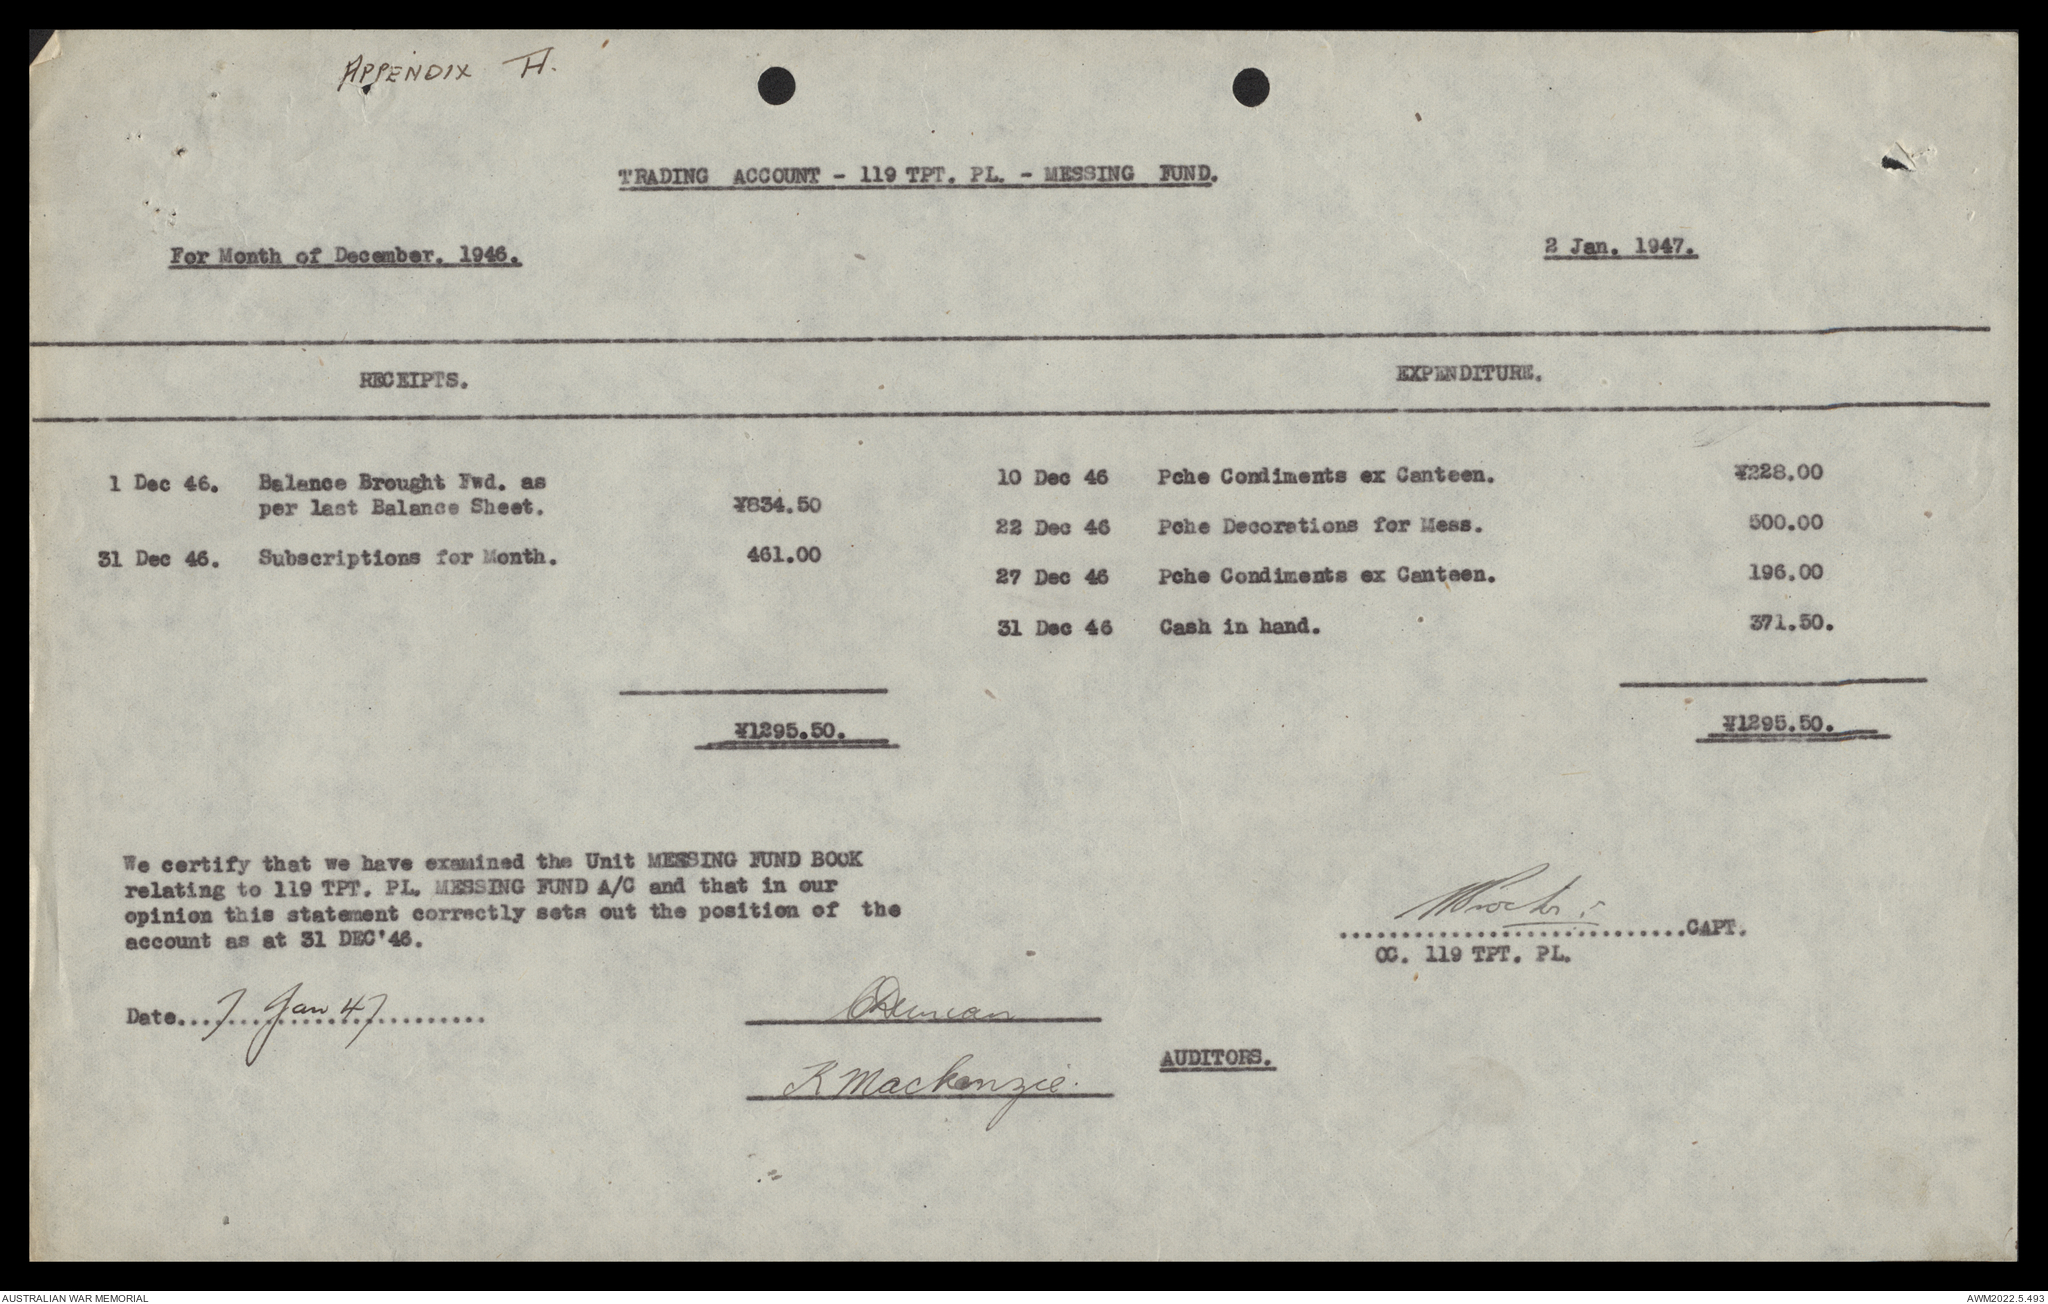 APPENDIX H.
TRADING ACCOUNT - 119 TPT. PL. - MESSING FUND.
For Month of December. 1946.
2 Jan. 1947.
RECEIPTS.
EXPENDITURE.
1 Dec 46. Balance Brought Fwd. as
per last Balance Sheet. ¥834.50
31 Dec 46. Subscriptions for Month. 461.00
¥1295.50.
10 Dec 46 Pche Condiments ex Canteen. ¥228.00
22 Dec 46 Pche Decorations for Mess. 500.00
27 Dec 46 Pche Condiments ex Canteen. 196.00
31 Dec 46 Cash in hand. 371.50.
¥1295.50.
We certify that we have examined the Unit MESSING FUND BOOK
relating to 119 TPT. PL. MESSING FUND A/C and that in our
opinion this statement correctly sets out the position of the
account as at 31 DEC'46.
Date...7 Jan 47...
Duncan
K Mackenzie.
AUDITORS.
............................CAPT.
OC. 119 TPT. PL.
AUSTRALIAN WAR MEMORIAL
AWM2022.5.493